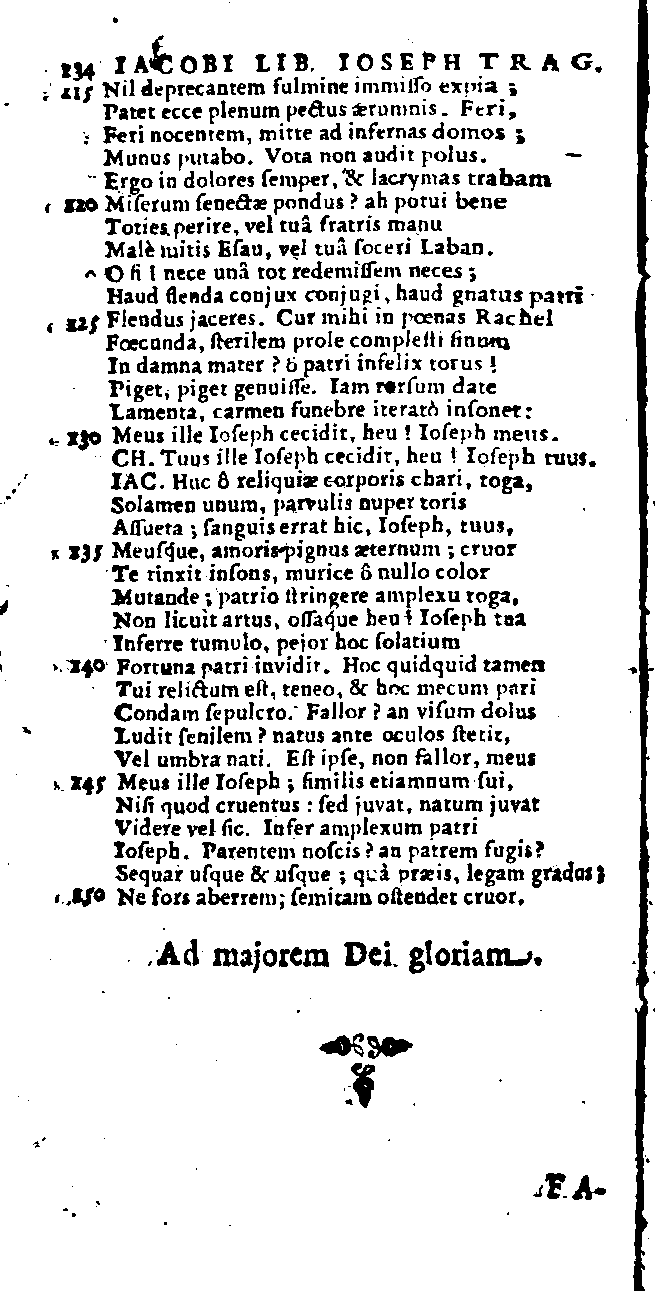 234 IACOBI LIB. IOSEPH TRAG.
215 Nil deprecantem fulmine immiſſo expia ;
Patet ecce plenum pectus ærumnis. Feri,
Feri nocentem, mitte ad infernas domos ;
Munus putabo. Vota non audit polus.
Ergo in dolores ſemper, & lacrymas trabam
220 Miſerum ſenectæ pondus ? ah potui bene
Toties perire, vel tuâ fratris manu
Malè mitis Eſau, vel tuâ ſoceri Laban.
O ſi ! nece unâ tot redemiſſem neces ;
Haud flenda conjux conjugi, haud gnatus patri
225 Flendus jaceres. Cur mihi in pœnas Rachel
Fœcunda, ſterilem prole compleſti ſinum
In damna mater ? ô patri infelix torus !
Piget, piget genuiſſe. Iam rorſum date
Lamenta, carmen funebre iteratò inſonet:
230 Meus ille Ioſeph cecidit, heu ! Ioſeph meus.
CH. Tuus ille Ioſeph cecidit, heu ! Ioſeph tuus.
IAC. Huc ô reliquiæ corporis chari, toga,
Solamen unum, parvulis nuper toris
Aſſueta ; ſanguis errat hic, Ioſeph, tuus,
235 Meuſque, amoris pignus æternum ; cruor
Te tinxit inſons, murice ô nullo color
Mutande ; patrio ſtringere amplexu toga,
Non licuit artus, oſſaque heu ! Ioſeph tua
Inferre tumulo, pejor hoc ſolatium
240 Fortuna patri invidit. Hoc quidquid tamen
Tui relictum eſt, teneo, & hoc mecum pari
Condam ſepulcro. Fallor ? an viſum dolus
Ludit ſenilem ? natus ante oculos ſtetit,
Vel umbra nati. Eſt ipſe, non fallor, meus
245 Meus ille Ioſeph ; ſimilis etiamnum ſui,
Niſi quod cruentus : ſed juvat, natum juvat
Videre vel ſic. Infer amplexum patri
Ioſeph. Parentem noſcis ? an patrem fugis?
Sequar uſque & uſque ; quà præis, legam gradus ;
250 Ne fors aberrem; ſemitam oſtendet cruor.
Ad majorem Dei gloriam.
FA-